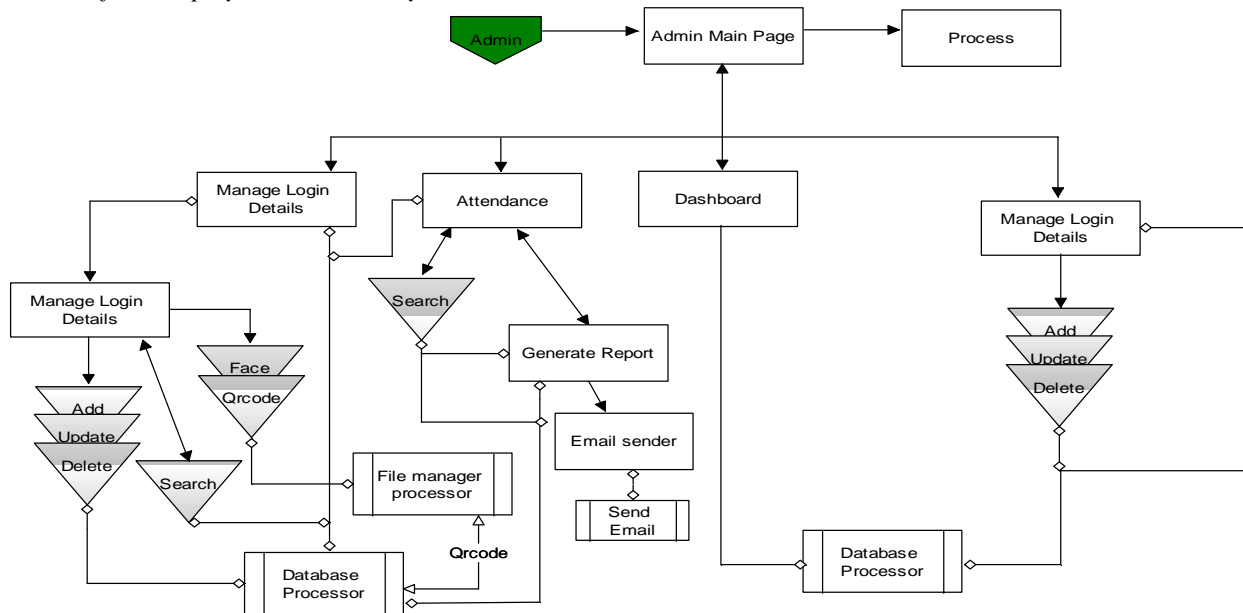 Admin
Admin Main Page
Process
Manage Login
Details
Attendance
Dashboard
Manage Login
Details
Manage Login
Details
Search
Generate Report
Add
Update
Delete
Face
Qrcode
Add
Update
Delete
Search
Email sender
File manager
processor
Send
Email
Qrcode
Database
Processor
Database
Processor